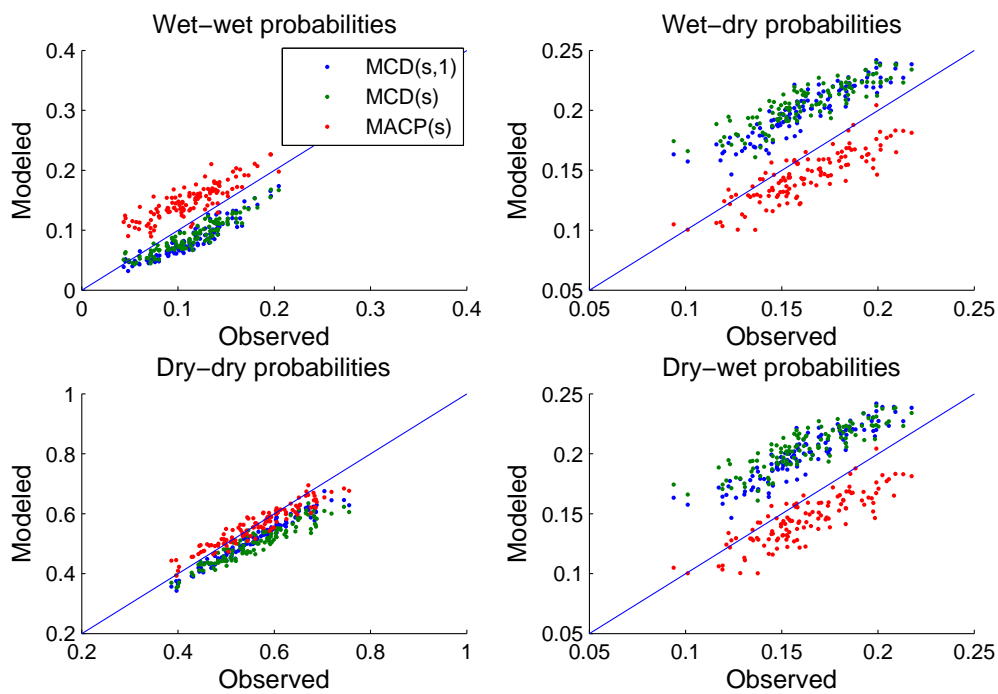 Wet−wet probabilities
0.4
0.3
0.2
0.1
0
0
0.1
0.2
0.3
0.4
Modeled
Observed
MCD(s,1)
MCD(s)
MACP(s)
Wet−dry probabilities
0.25
0.2
0.15
0.1
0.05
0.05
0.1
0.15
0.2
0.25
Modeled
Observed
Dry−dry probabilities
1
0.8
0.6
0.4
0.2
0.2
0.4
0.6
0.8
1
Modeled
Observed
Dry−wet probabilities
0.25
0.2
0.15
0.1
0.05
0.05
0.1
0.15
0.2
0.25
Modeled
Observed